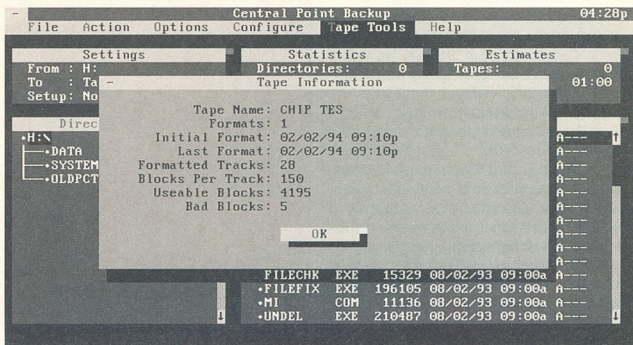 Central Point Backup 04:28p
File Action Options Configure Tape Tools Help
Settings Statistics Estimates
From : H: Directories: 0 Tapes: 0
To : Ta 01:00
Setup: No
Tape Information
Tape Name: CHIP TES
Formats: 1
Initial Format: 02/02/94 09:10p
Last Format: 02/02/94 09:10p
Formatted Tracks: 28
Blocks Per Track: 150
Useable Blocks: 4195
Bad Blocks: 5
OK
Direc
•H:\ A---
•DATA A---
•SYSTEM A---
•OLDPCT A---
A---
A---
A---
A---
A---
A---
FILECHK EXE 15329 08/02/93 09:00a A---
•FILEFIX EXE 196105 08/02/93 09:00a A---
•MI COM 11136 08/02/93 09:00a A---
•UNDEL EXE 210487 08/02/93 09:00a A---